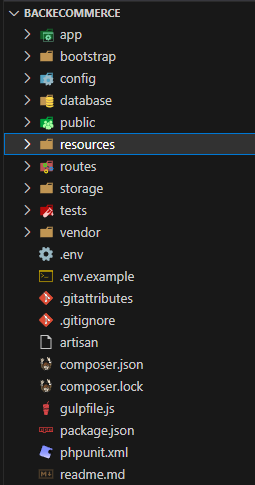 BACKECOMMERCE
app
bootstrap
config
database
public
resources
routes
storage
tests
vendor
.env
.env.example
.gitattributes
.gitignore
artisan
composer.json
composer.lock
gulpfile.js
package.json
phpunit.xml
readme.md